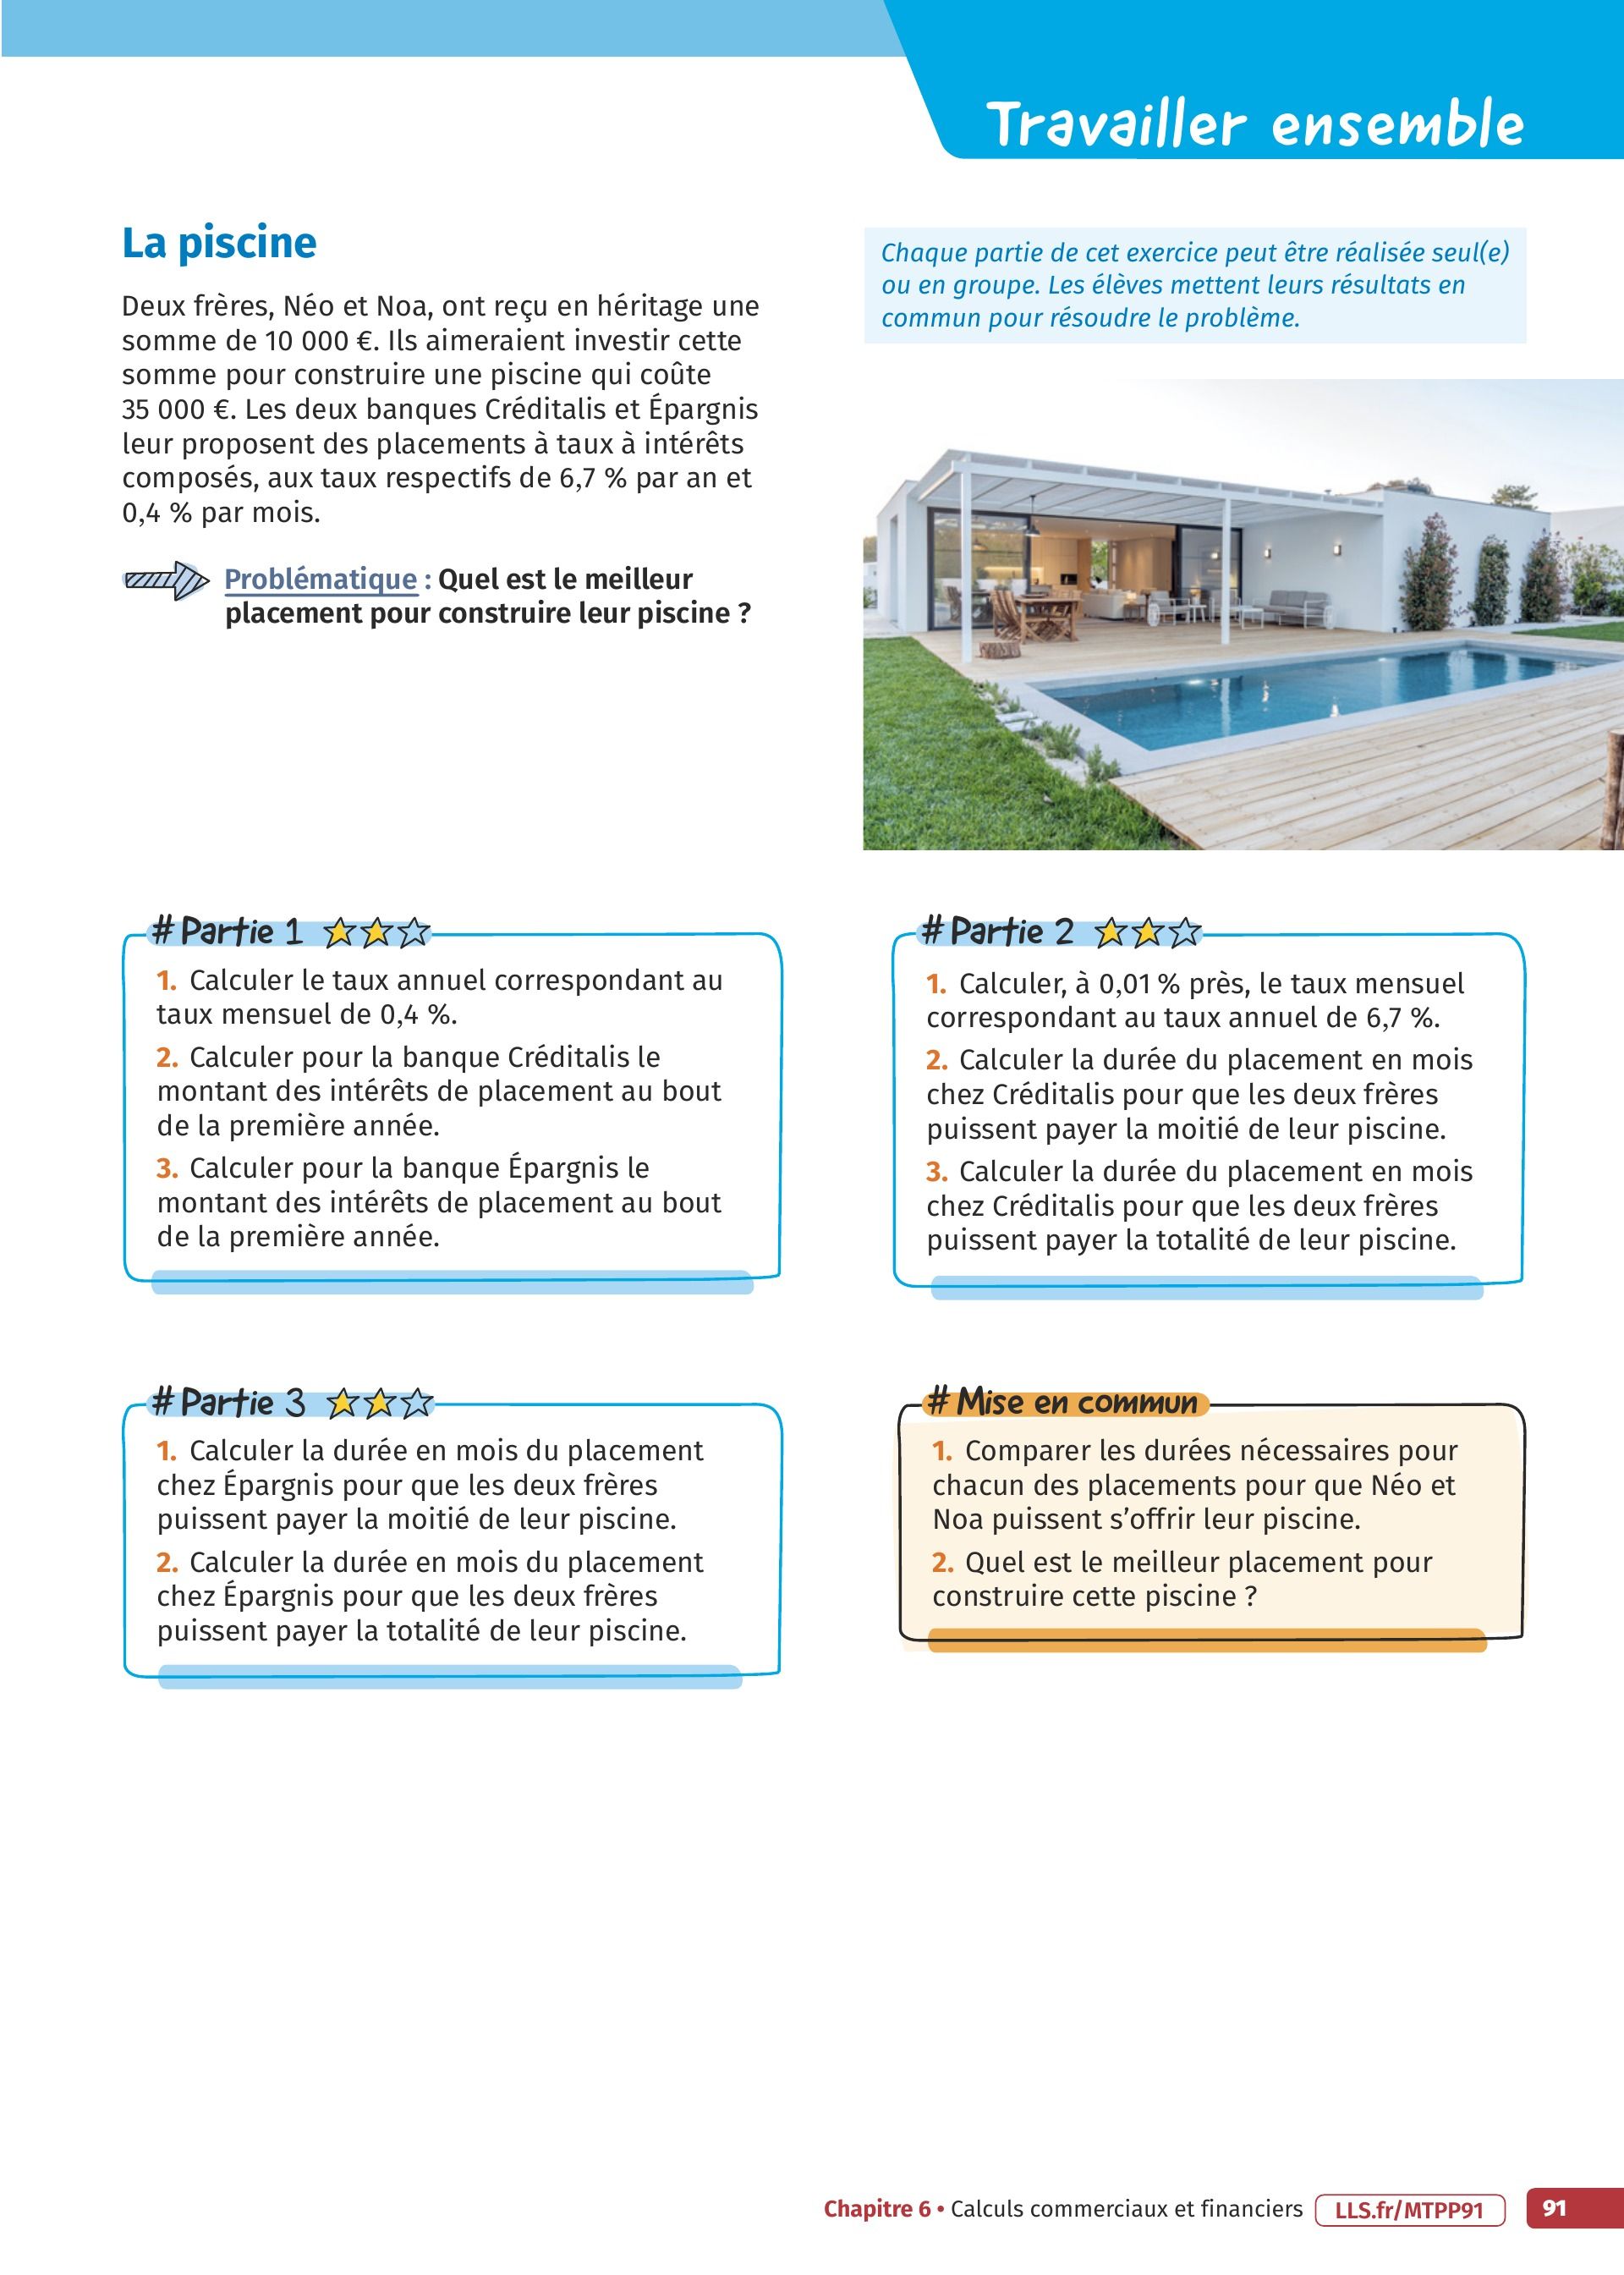 Travailler ensemble
La piscine
Deux frères, Néo et Noa, ont reçu en héritage une
somme de 10 000 €. Ils aimeraient investir cette
somme pour construire une piscine qui coûte
35 000 €. Les deux banques Créditalis et Épargnis
leur proposent des placements à taux à intérêts
composés, aux taux respectifs de 6,7 % par an et
0,4 % par mois.
Problématique : Quel est le meilleur
placement pour construire leur piscine ?
Chaque partie de cet exercice peut être réalisée seul(e)
ou en groupe. Les élèves mettent leurs résultats en
commun pour résoudre le problème.
# Partie 1
1. Calculer le taux annuel correspondant au
taux mensuel de 0,4 %.
2. Calculer pour la banque Créditalis le
montant des intérêts de placement au bout
de la première année.
3. Calculer pour la banque Épargnis le
montant des intérêts de placement au bout
de la première année.
# Partie 2
1. Calculer, à 0,01 % près, le taux mensuel
correspondant au taux annuel de 6,7 %.
2. Calculer la durée du placement en mois
chez Créditalis pour que les deux frères
puissent payer la moitié de leur piscine.
3. Calculer la durée du placement en mois
chez Créditalis pour que les deux frères
puissent payer la totalité de leur piscine.
# Partie 3
1. Calculer la durée en mois du placement
chez Épargnis pour que les deux frères
puissent payer la moitié de leur piscine.
2. Calculer la durée en mois du placement
chez Épargnis pour que les deux frères
puissent payer la totalité de leur piscine.
# Mise en commun
1. Comparer les durées nécessaires pour
chacun des placements pour que Néo et
Noa puissent s’offrir leur piscine.
2. Quel est le meilleur placement pour
construire cette piscine ?
Chapitre 6 • Calculs commerciaux et financiers LLS.fr/MTPP91 91